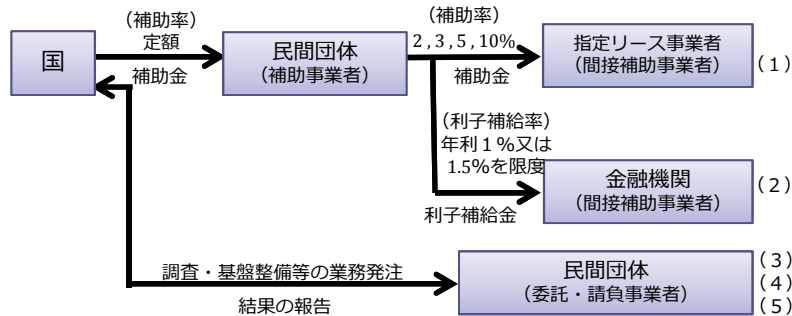 国
（補助率）
定額
補助金
民間団体
（補助事業者）
（補助率）
2 , 3 , 5 , 10%
補助金
指定リース事業者
（間接補助事業者）
（１）
（利子補給率）
年利１％又は
1.5%を限度
利子補給金
金融機関
（間接補助事業者）
（２）
調査・基盤整備等の業務発注
結果の報告
民間団体
（委託・請負事業者）
（３）
（４）
（５）